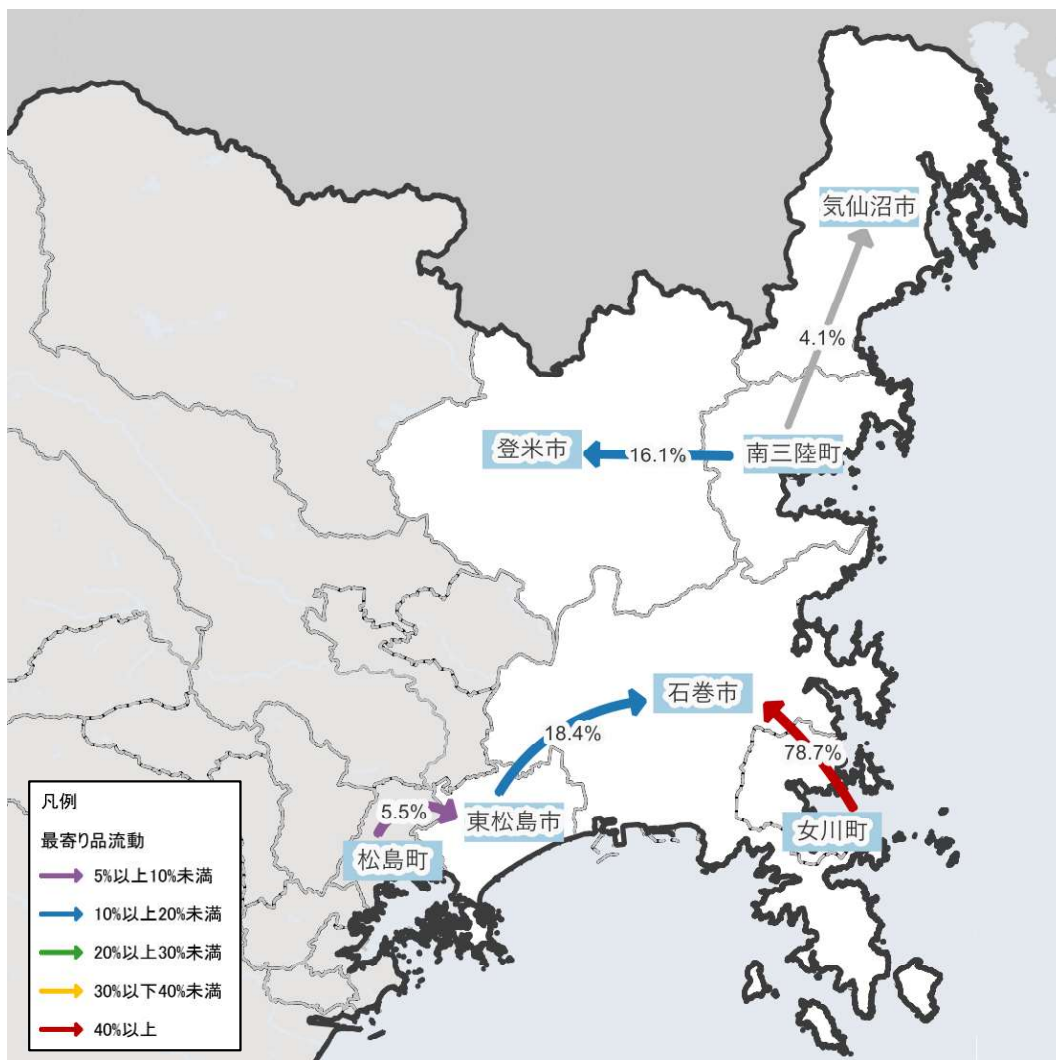 気仙沼市
4.1%
登米市
16.1%
南三陸町
石巻市
18.4%
78.7%
5.5%
東松島市
女川町
松島町
凡例
最寄り品流動
5%以上10%未満
10%以上20%未満
20%以上30%未満
30%以下40%未満
40%以上